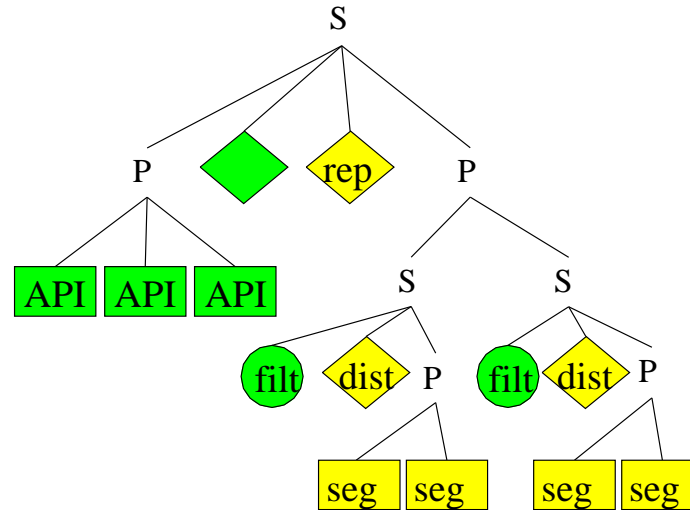 S
P rep P
API API API S S
filt dist P filt dist P
seg seg seg seg